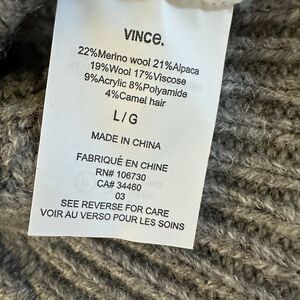 VINCE.
22%Merino wool 21%Alpaca
19%Wool 17%Viscose
9%Acrylic 8%Polyamide
4%Camel hair
L/G
MADE IN CHINA
FABRIQUÉ EN CHINE
RN# 106730
CA# 34460
03
SEE REVERSE FOR CARE
VOIR AU VERSO POUR LES SOINS